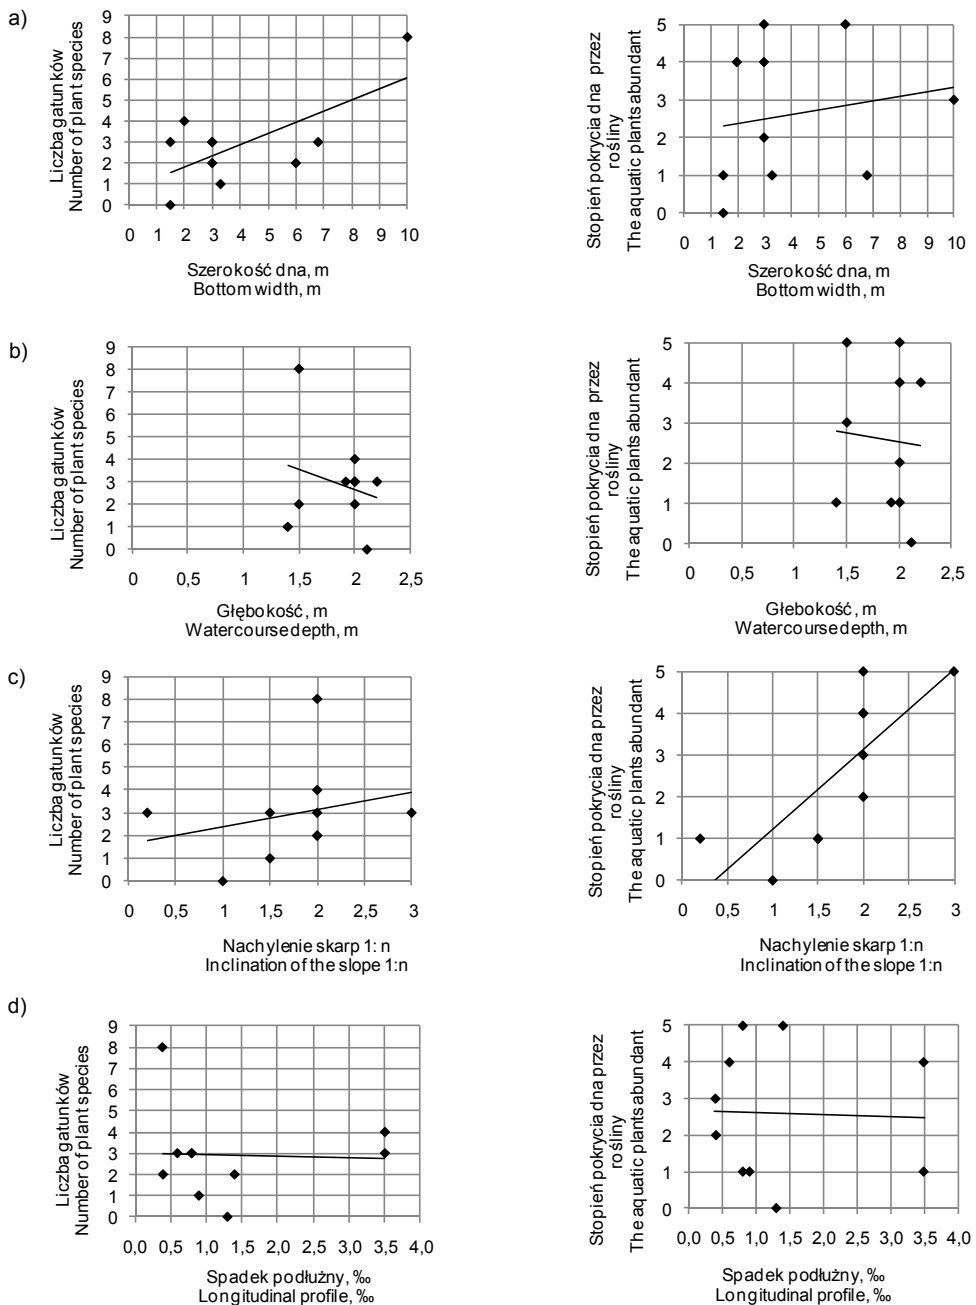 a)
Liczba gatunków
Number of plant species
9
8
7
6
5
4
3
2
1
0
0 1 2 3 4 5 6 7 8 9 10
Szerokość dna, m
Bottom width, m
Stopień pokrycia dna przez
rośliny
The aquatic plants abundant
5
4
3
2
1
0
0 1 2 3 4 5 6 7 8 9 10
Szerokość dna, m
Bottom width, m
b)
Liczba gatunków
Number of plant species
9
8
7
6
5
4
3
2
1
0
0 0,5 1 1,5 2 2,5
Głębokość, m
Watercourse depth, m
Stopień pokrycia dna przez
rośliny
The aquatic plants abundant
5
4
3
2
1
0
0 0,5 1 1,5 2 2,5
Głebokość, m
Watercourse depth, m
c)
Liczba gatunków
Number of plant species
9
8
7
6
5
4
3
2
1
0
0 0,5 1 1,5 2 2,5 3
Nachylenie skarp 1: n
Inclination of the slope 1:n
Stopień pokrycia dna przez
rośliny
The aquatic plants abundant
5
4
3
2
1
0
0 0,5 1 1,5 2 2,5 3
Nachylenie skarp 1:n
Inclination of the slope 1:n
d)
Liczba gatunków
Number of plant species
9
8
7
6
5
4
3
2
1
0
0,0 0,5 1,0 1,5 2,0 2,5 3,0 3,5 4,0
Spadek podłużny, ‰
Longitudinal profile, ‰
Stopień pokrycia dna przez
rośliny
The aquatic plants abundant
5
4
3
2
1
0
0,0 0,5 1,0 1,5 2,0 2,5 3,0 3,5 4,0
Spadek podłużny, ‰
Longitudinal profile, ‰